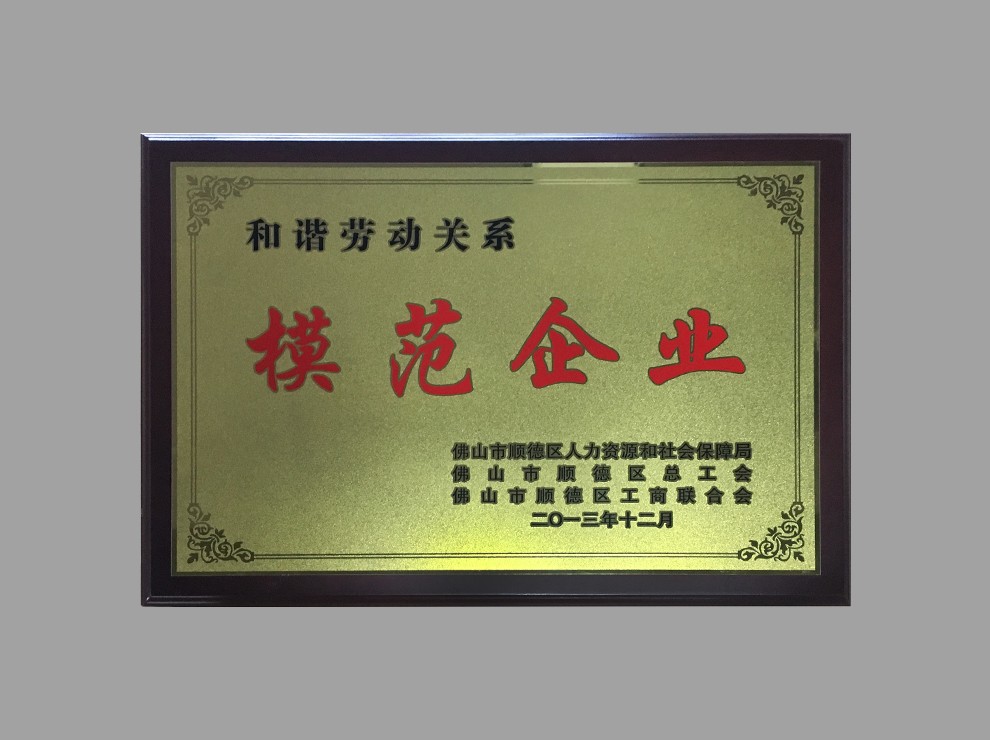 和谐劳动关系
模范企业
佛山市顺德区人力资源和社会保障局
佛山市顺德区总工会
佛山市顺德区工商联合会
二〇一三年十二月